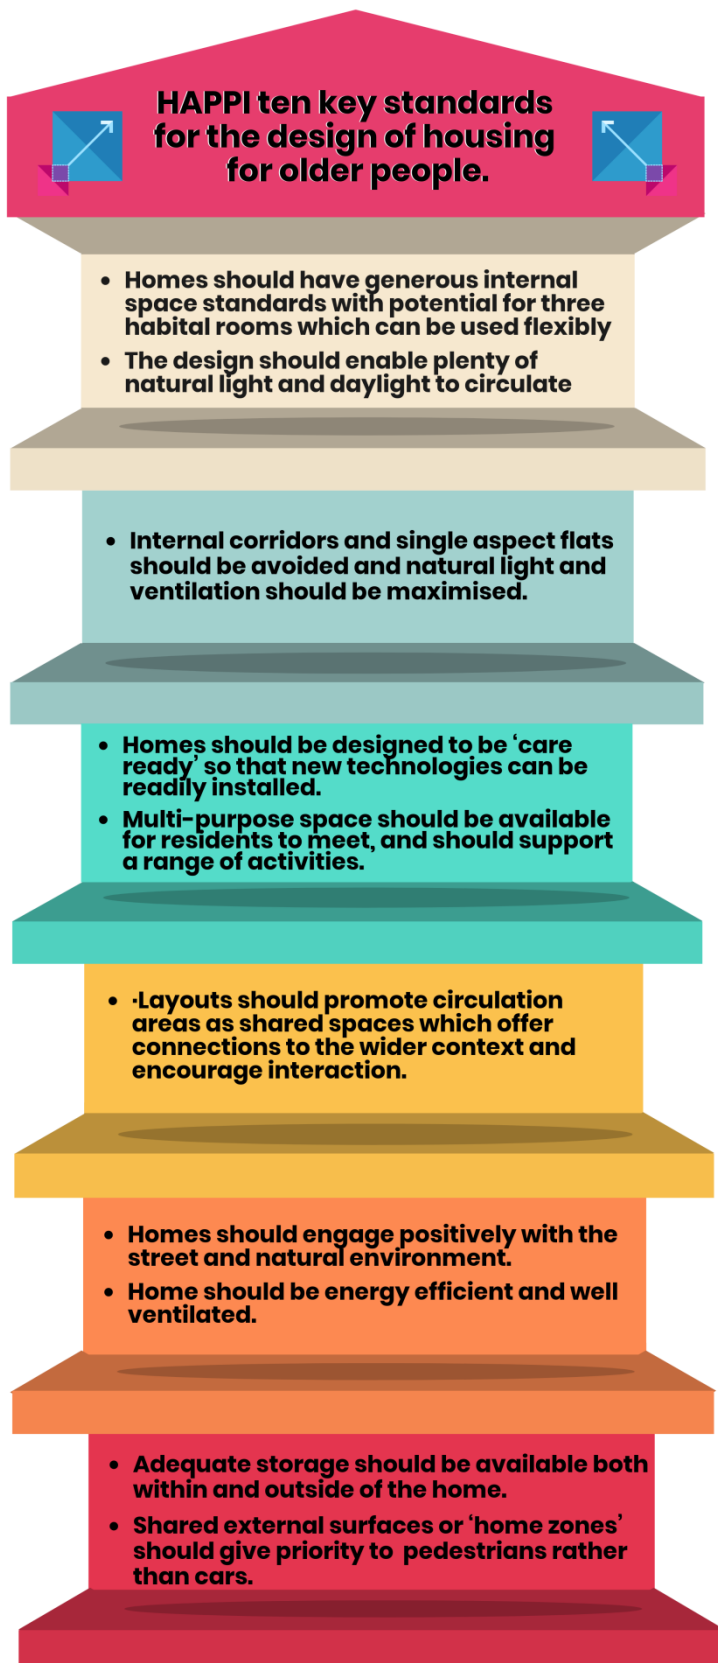 HAPPI ten key standards
for the design of housing
for older people.
• Homes should have generous internal
space standards with potential for three
habital rooms which can be used flexibly
• The design should enable plenty of
natural light and daylight to circulate
• Internal corridors and single aspect flats
should be avoided and natural light and
ventilation should be maximised.
• Homes should be designed to be ‘care
ready’ so that new technologies can be
readily installed.
• Multi-purpose space should be available
for residents to meet, and should support
a range of activities.
• ·Layouts should promote circulation
areas as shared spaces which offer
connections to the wider context and
encourage interaction.
• Homes should engage positively with the
street and natural environment.
• Home should be energy efficient and well
ventilated.
• Adequate storage should be available both
within and outside of the home.
• Shared external surfaces or ‘home zones’
should give priority to pedestrians rather
than cars.